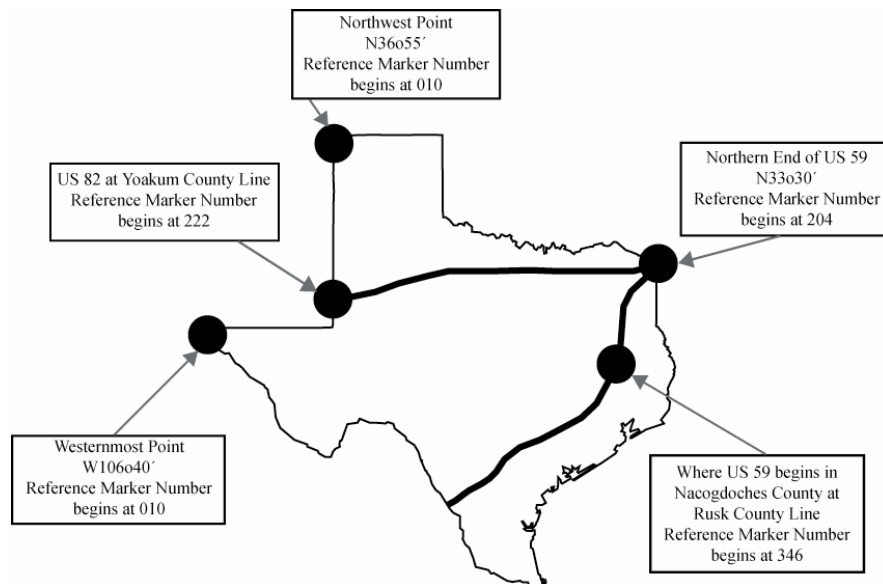 Northwest Point
N36o55´
Reference Marker Number
begins at 010
US 82 at Yoakum County Line
Reference Marker Number
begins at 222
Northern End of US 59
N33o30´
Reference Marker Number
begins at 204
Westernmost Point
W106o40´
Reference Marker Number
begins at 010
Where US 59 begins in
Nacogdoches County at
Rusk County Line
Reference Marker Number
begins at 346